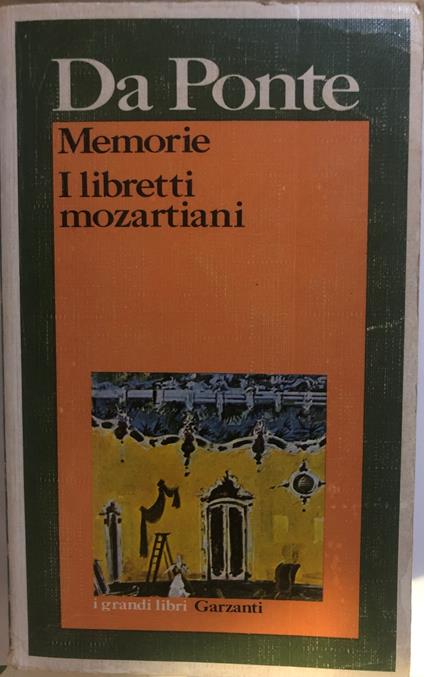 Da Ponte
Memorie
I libretti
mozartiani
i grandi libri Garzanti